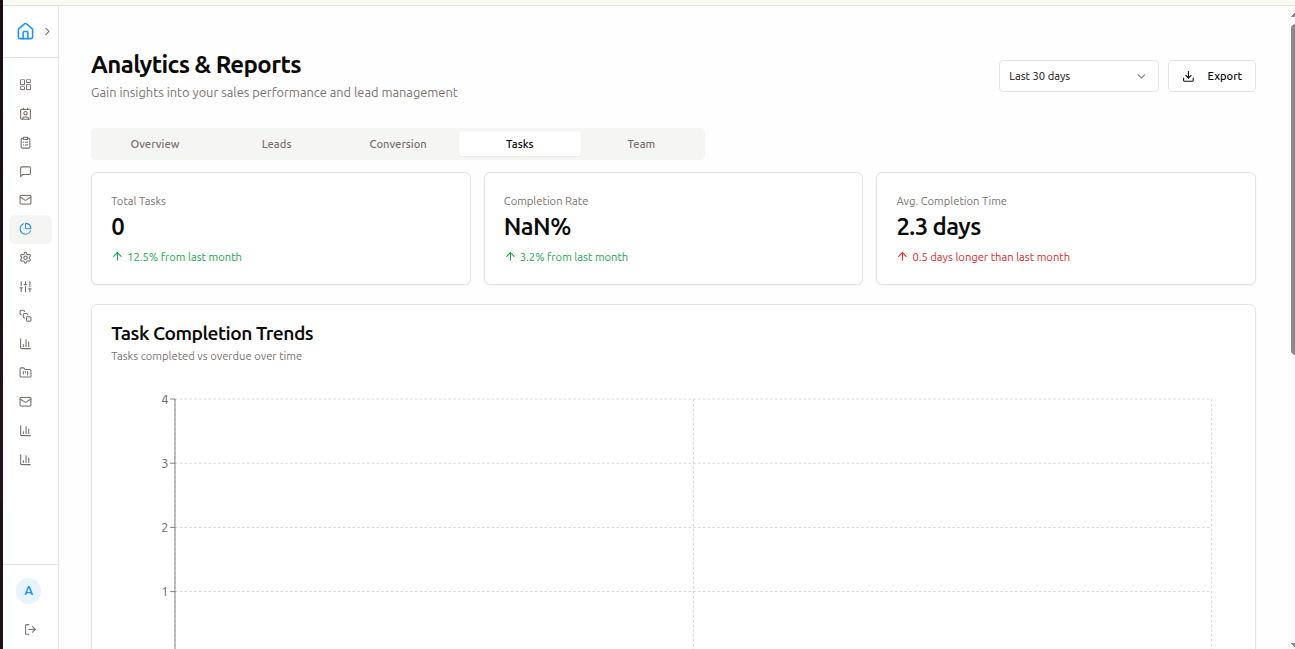 Analytics & Reports
Gain insights into your sales performance and lead management
Last 30 days
Export
Overview
Leads
Conversion
Tasks
Team
Total Tasks
0
12.5% from last month
Completion Rate
NaN%
3.2% from last month
Avg. Completion Time
2.3 days
0.5 days longer than last month
Task Completion Trends
Tasks completed vs overdue over time
4
3
2
1
A